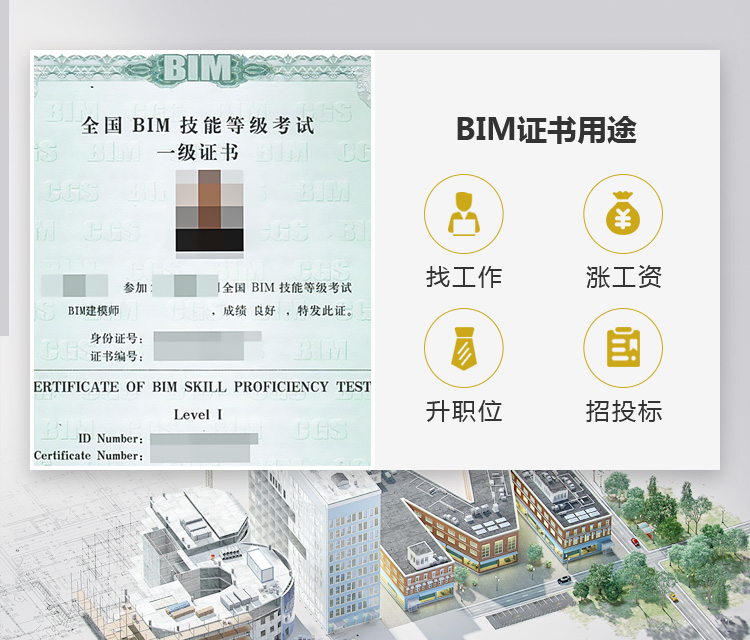 BIM
全国 BIM 技能等级考试
一级证书
参加 全国 BIM 技能等级考试
BIM建模师 ，成绩 良好 ，特发此证。
身份证号：
证书编号：
ERTIFICATE OF BIM SKILL PROFICIENCY TEST
Level I
ID Number:
Certificate Number:
BIM证书用途
找工作
涨工资
升职位
招投标